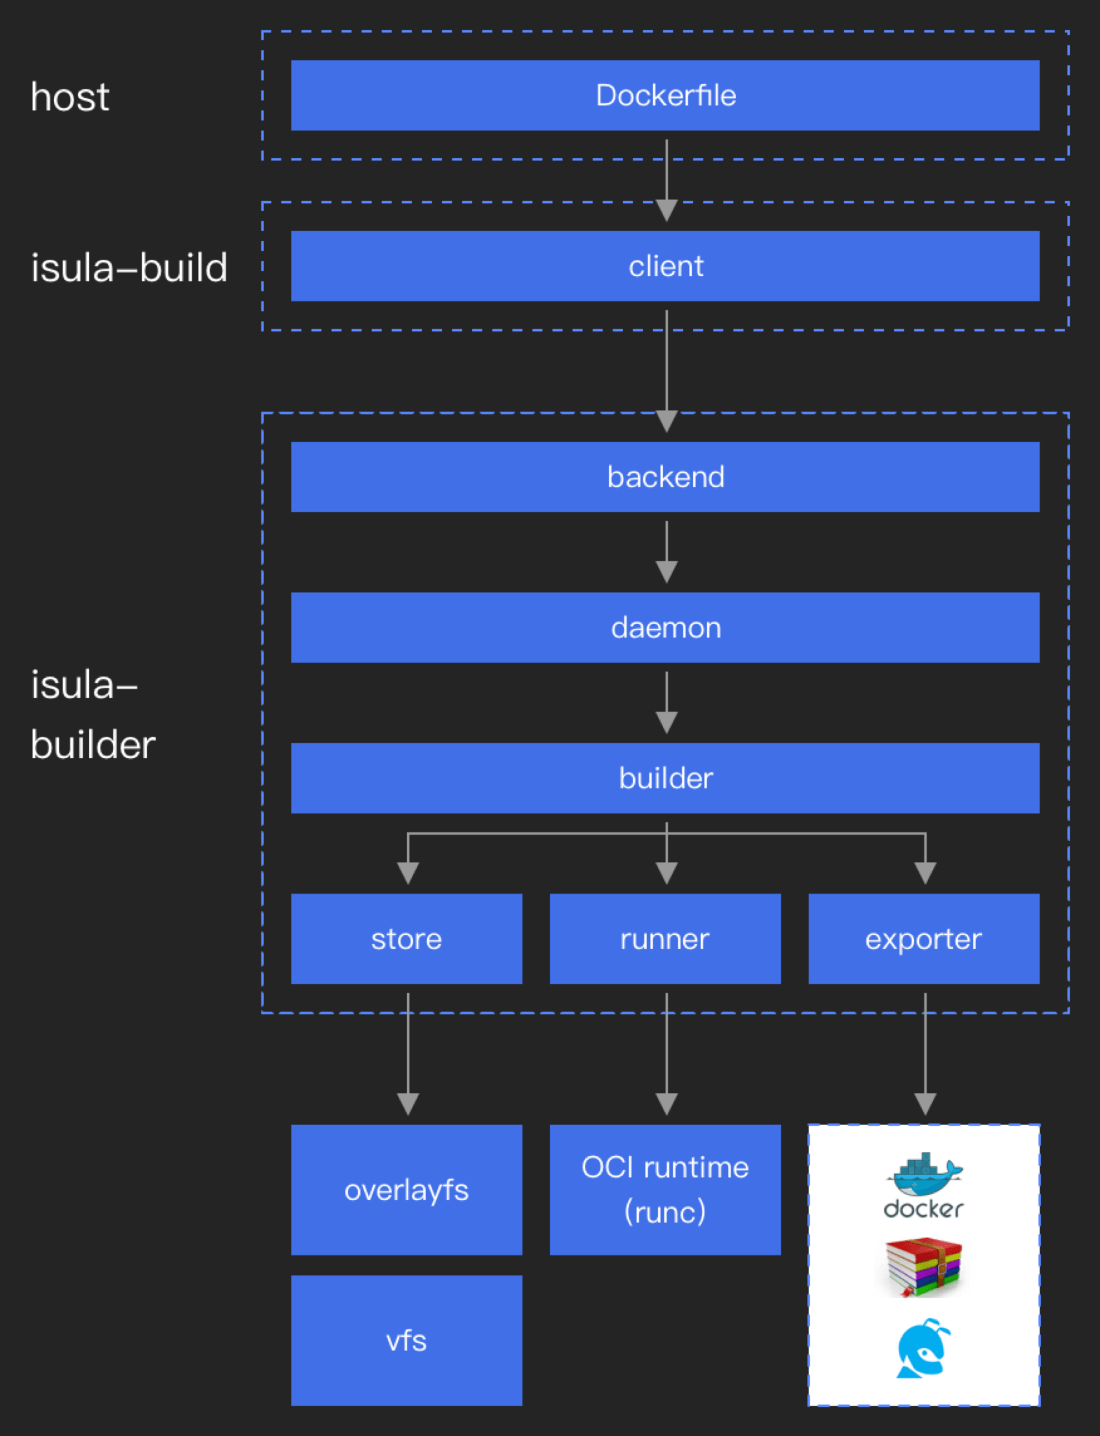 host
Dockerfile
isula–build
client
backend
daemon
isula–
builder
builder
store
runner
exporter
overlayfs
OCI runtime
(runc)
docker
vfs